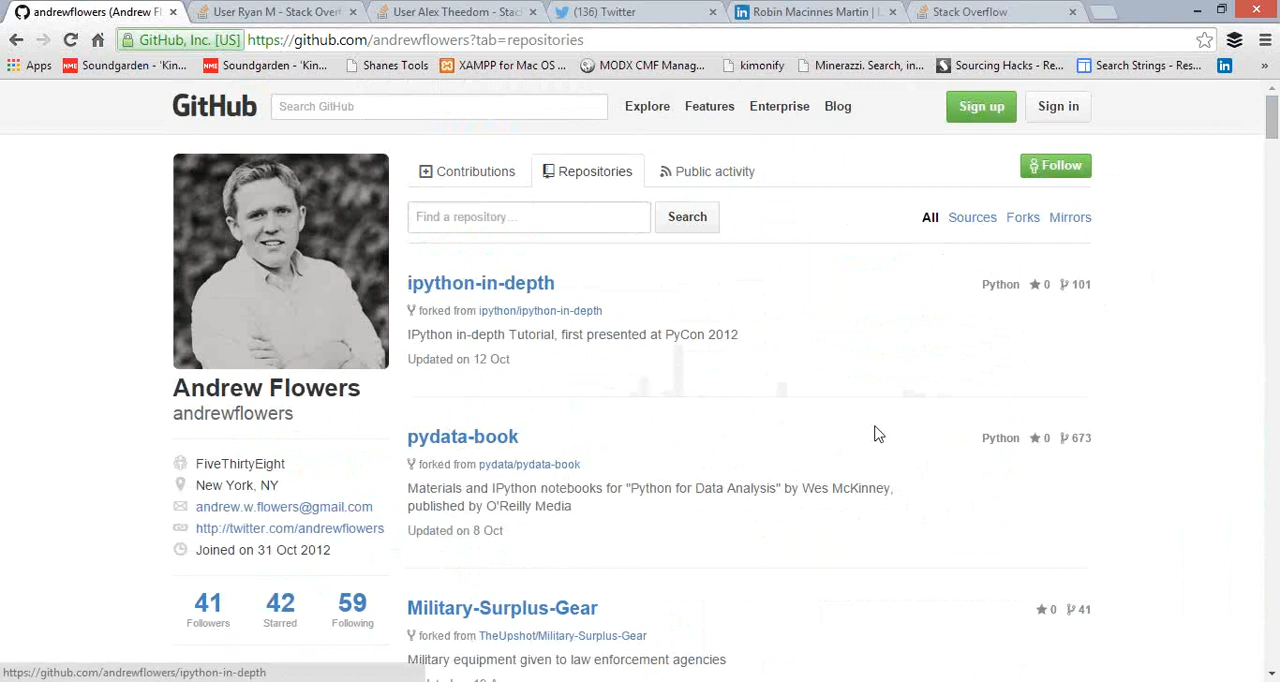 andrewflowers (Andrew F
User Ryan M - Stack Overf
User Alex Theedom - Stac
(136) Twitter
Robin Macinnes Martin | L
Stack Overflow
GitHub, Inc. [US]
https://github.com/andrewflowers?tab=repositories
Apps
NME Soundgarden - 'Kin...
NME Soundgarden - 'Kin...
Shanes Tools
XAMPP for Mac OS ...
MODX CMF Manag...
kimonify
Minerazzi. Search, in...
Sourcing Hacks - Re...
Search Strings - Res...
in
»
GitHub
Search GitHub
Explore
Features
Enterprise
Blog
Sign up
Sign in
Contributions
Repositories
Public activity
Follow
Find a repository...
Search
All
Sources
Forks
Mirrors
ipython-in-depth
Python 0 101
forked from ipython/ipython-in-depth
IPython in-depth Tutorial, first presented at PyCon 2012
Updated on 12 Oct
Andrew Flowers
andrewflowers
FiveThirtyEight
New York, NY
andrew.w.flowers@gmail.com
http://twitter.com/andrewflowers
Joined on 31 Oct 2012
41
Followers
42
Starred
59
Following
pydata-book
Python 0 673
forked from pydata/pydata-book
Materials and IPython notebooks for "Python for Data Analysis" by Wes McKinney,
published by O'Reilly Media
Updated on 8 Oct
Military-Surplus-Gear
0 41
forked from TheUpshot/Military-Surplus-Gear
Military equipment given to law enforcement agencies
https://github.com/andrewflowers/ipython-in-depth